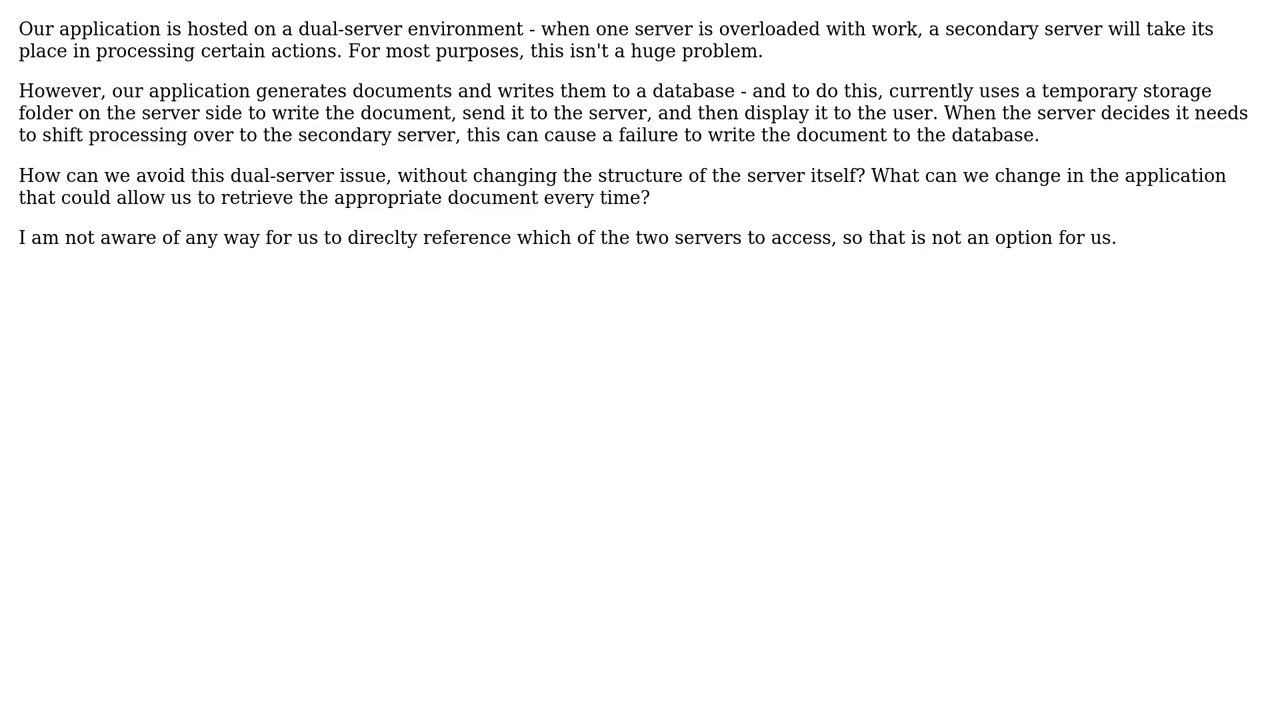 Our application is hosted on a dual-server environment - when one server is overloaded with work, a secondary server will take its
place in processing certain actions. For most purposes, this isn't a huge problem.
However, our application generates documents and writes them to a database - and to do this, currently uses a temporary storage
folder on the server side to write the document, send it to the server, and then display it to the user. When the server decides it needs
to shift processing over to the secondary server, this can cause a failure to write the document to the database.
How can we avoid this dual-server issue, without changing the structure of the server itself? What can we change in the application
that could allow us to retrieve the appropriate document every time?
I am not aware of any way for us to direclty reference which of the two servers to access, so that is not an option for us.